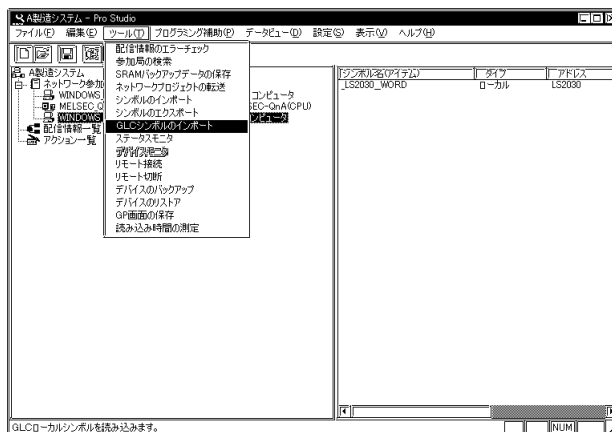 A製造システム - Pro Studio
ファイル(F) 編集(E) ツール(T) プログラミング補助(P) データビュー(D) 設定(S) 表示(V) ヘルプ(H)
配信情報のエラーチェック
参加局の検索
SRAMバックアップデータの保存
ネットワークプロジェクトの転送
シンボルのインポート
シンボルのエクスポート
GLCシンボルのインポート
ステータスモニタ
デバイスモニタ
リモート接続
リモート切断
デバイスのバックアップ
デバイスのリストア
GP画面の保存
読み込み時間の測定
A製造システム
ネットワーク参加
WINDOWS_ コンピュータ
MELSEC_Q SEC-QnA(CPU)
WINDOWS コンピュータ
配信情報一覧
アクション一覧
シンボル名(アイテム) タイプ アドレス
_LS2030_WORD ローカル LS2030
GLCローカルシンボルを読み込みます。 NUM